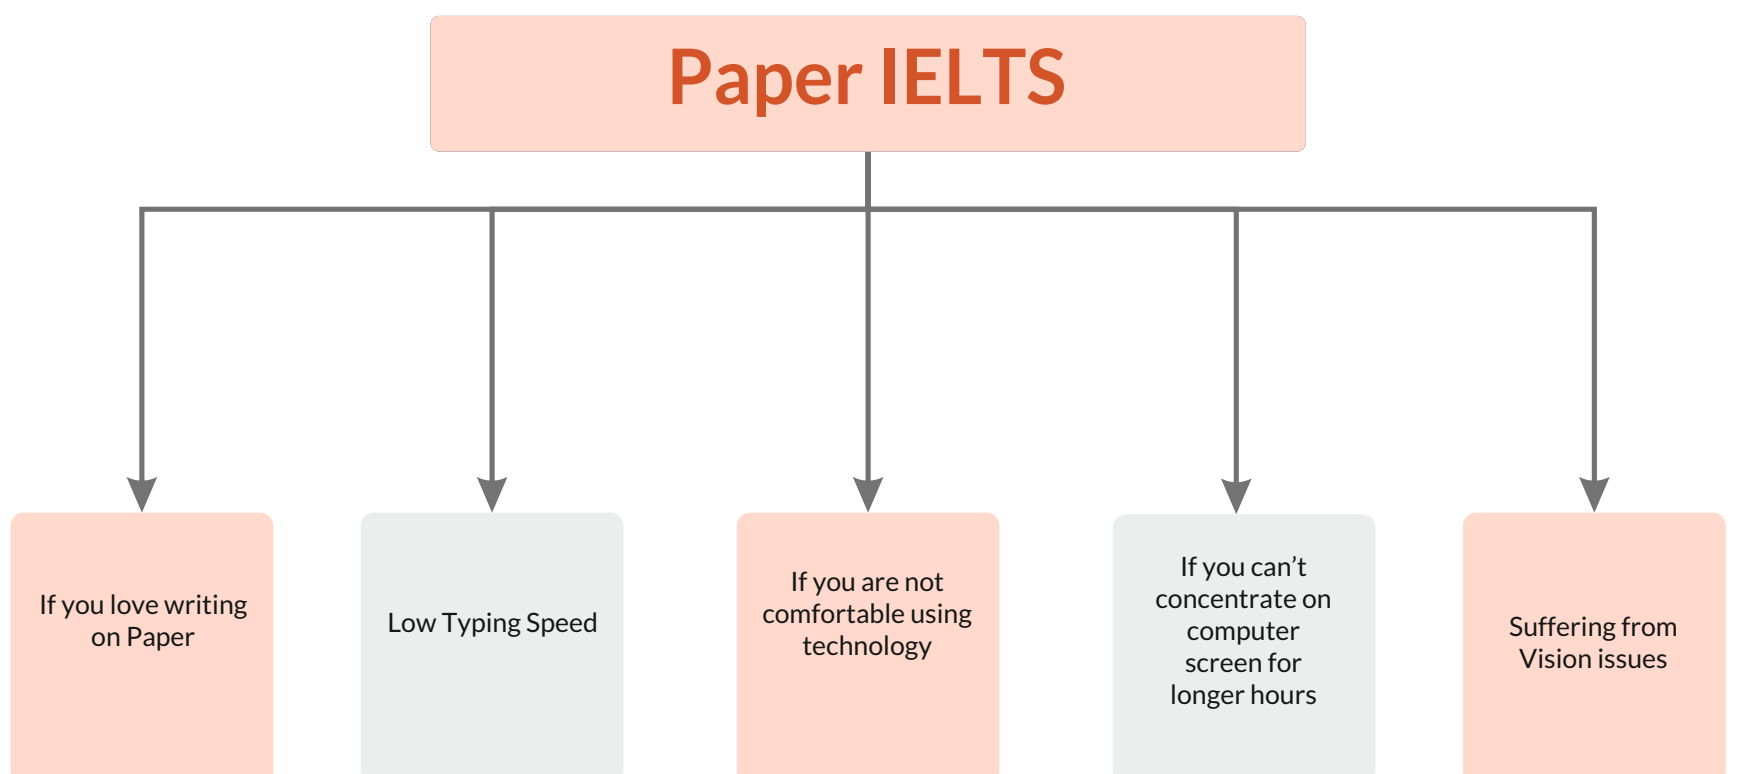 Paper IELTS
If you love writing
on Paper
Low Typing Speed
If you are not
comfortable using
technology
If you can’t
concentrate on
computer
screen for
longer hours
Suffering from
Vision issues